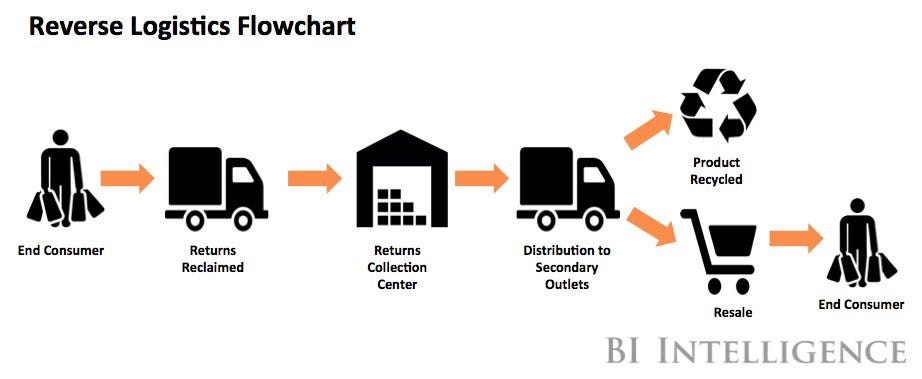 Reverse Logistics Flowchart
End Consumer
Returns
Reclaimed
Returns
Collection
Center
Distribution to
Secondary
Outlets
Product
Recycled
Resale
End Consumer
BI INTELLIGENCE